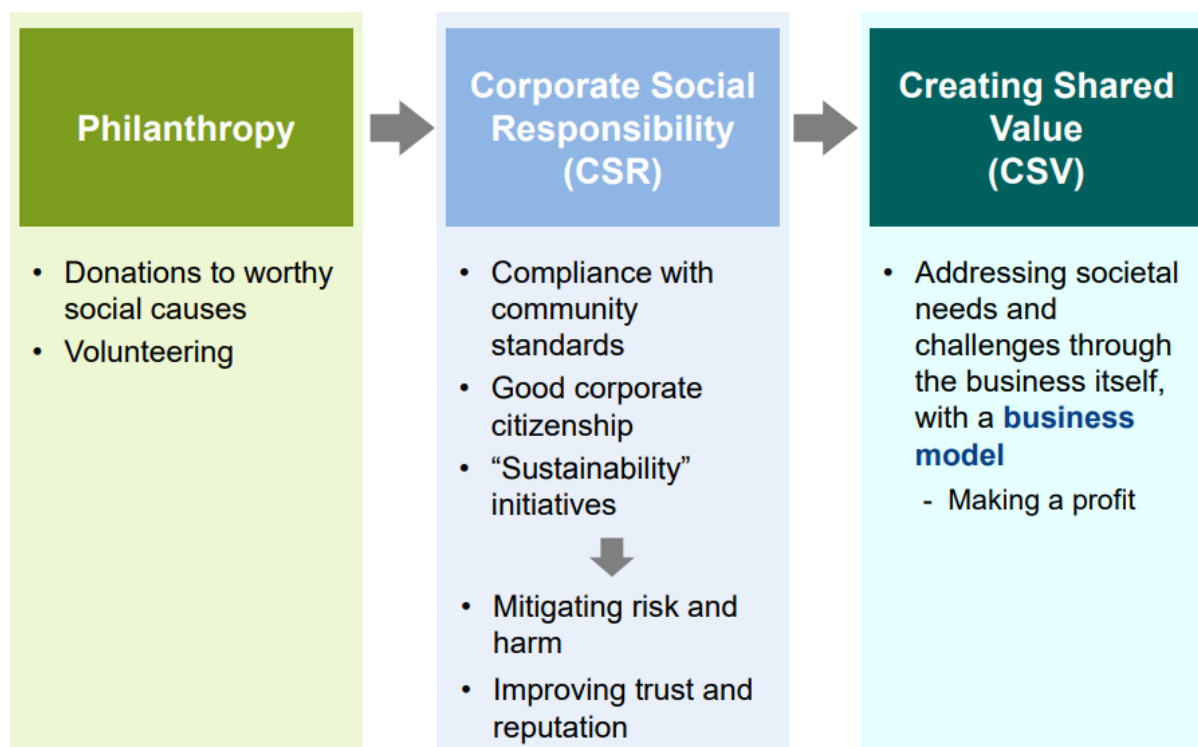 Philanthropy
• Donations to worthy
social causes
• Volunteering
Corporate Social
Responsibility
(CSR)
• Compliance with
community
standards
• Good corporate
citizenship
• “Sustainability”
initiatives
• Mitigating risk and
harm
• Improving trust and
reputation
Creating Shared
Value
(CSV)
• Addressing societal
needs and
challenges through
the business itself,
with a business
model
- Making a profit